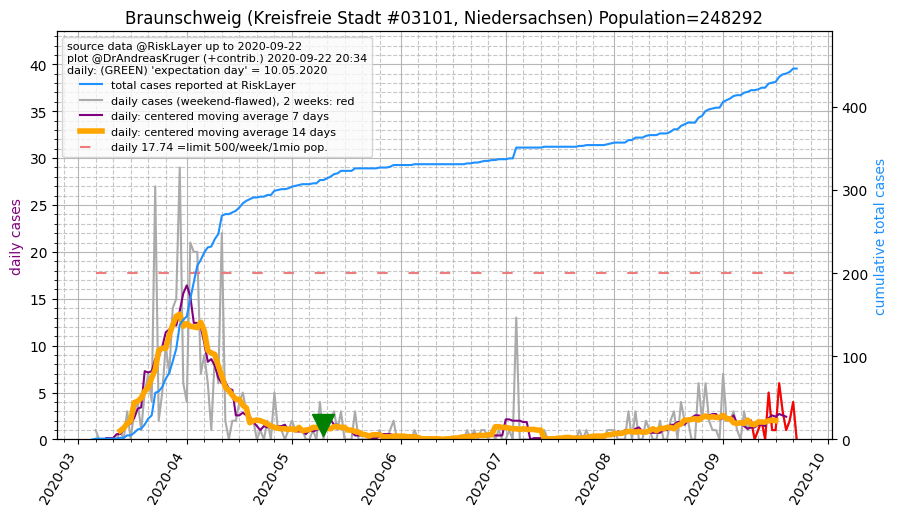 Braunschweig (Kreisfreie Stadt #03101, Niedersachsen) Population=248292
source data @RiskLayer up to 2020-09-22
plot @DrAndreasKruger (+contrib.) 2020-09-22 20:34
daily: (GREEN) 'expectation day' = 10.05.2020
total cases reported at RiskLayer
daily cases (weekend-flawed), 2 weeks: red
daily: centered moving average 7 days
daily: centered moving average 14 days
daily 17.74 =limit 500/week/1mio pop.
daily cases
40
35
30
25
20
15
10
5
0
cumulative total cases
400
300
200
100
0
2020-03
2020-04
2020-05
2020-06
2020-07
2020-08
2020-09
2020-10